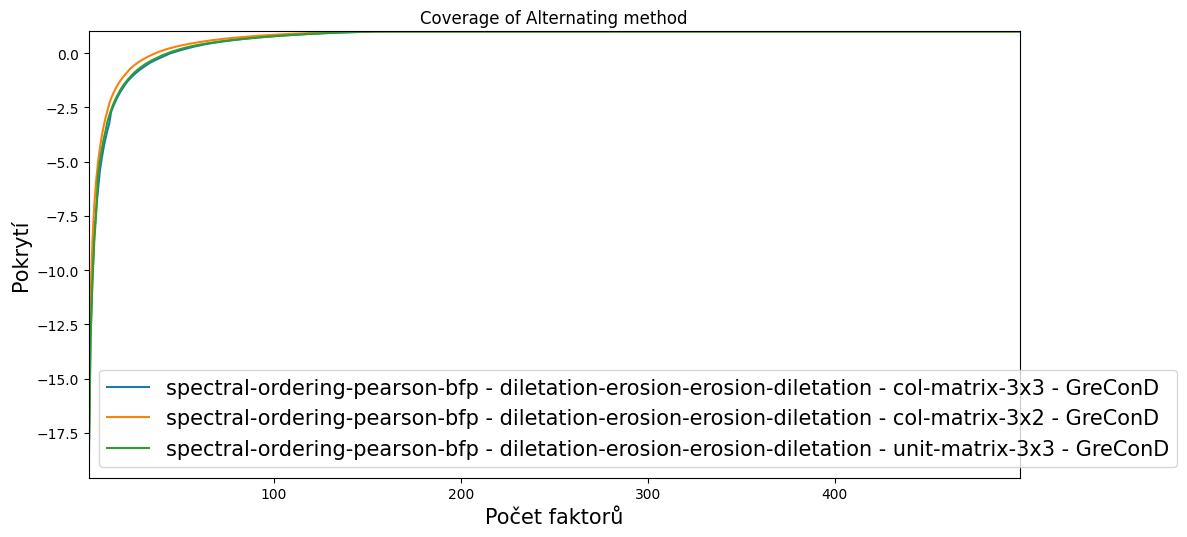 Coverage of Alternating method
Pokrytí
0.0
−2.5
−5.0
−7.5
−10.0
−12.5
−15.0
−17.5
spectral-ordering-pearson-bfp - diletation-erosion-erosion-diletation - col-matrix-3x3 - GreConD
spectral-ordering-pearson-bfp - diletation-erosion-erosion-diletation - col-matrix-3x2 - GreConD
spectral-ordering-pearson-bfp - diletation-erosion-erosion-diletation - unit-matrix-3x3 - GreConD
100 200 300 400
Počet faktorů